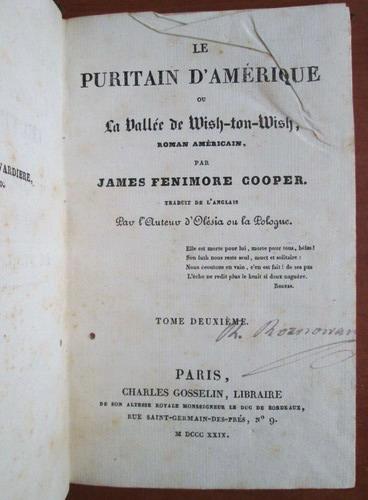 VARDIERE,
LE
PURITAIN D'AMÉRIQUE
OU
La Vallée de Wish-ton-Wish,
ROMAN AMÉRICAIN,
PAR
JAMES FENIMORE COOPER.
TRADUIT DE L'ANGLAIS
Par l'Auteur d'Olésia ou la Pologne.
Elle est morte pour lui, morte pour tous, hélas!
Son luth nous reste seul, muet et solitaire:
Nous écoutons en vain, c'en est fait! de ses pas
L'écho ne redit plus le bruit si doux naguère.
ROGERS.
TOME DEUXIÈME.
PARIS,
CHARLES GOSSELIN, LIBRAIRE
DE SON ALTESSE ROYALE MONSEIGNEUR LE DUC DE BORDEAUX,
RUE SAINT-GERMAIN-DES-PRÉS, N° 9.
M DCCC XXIX.